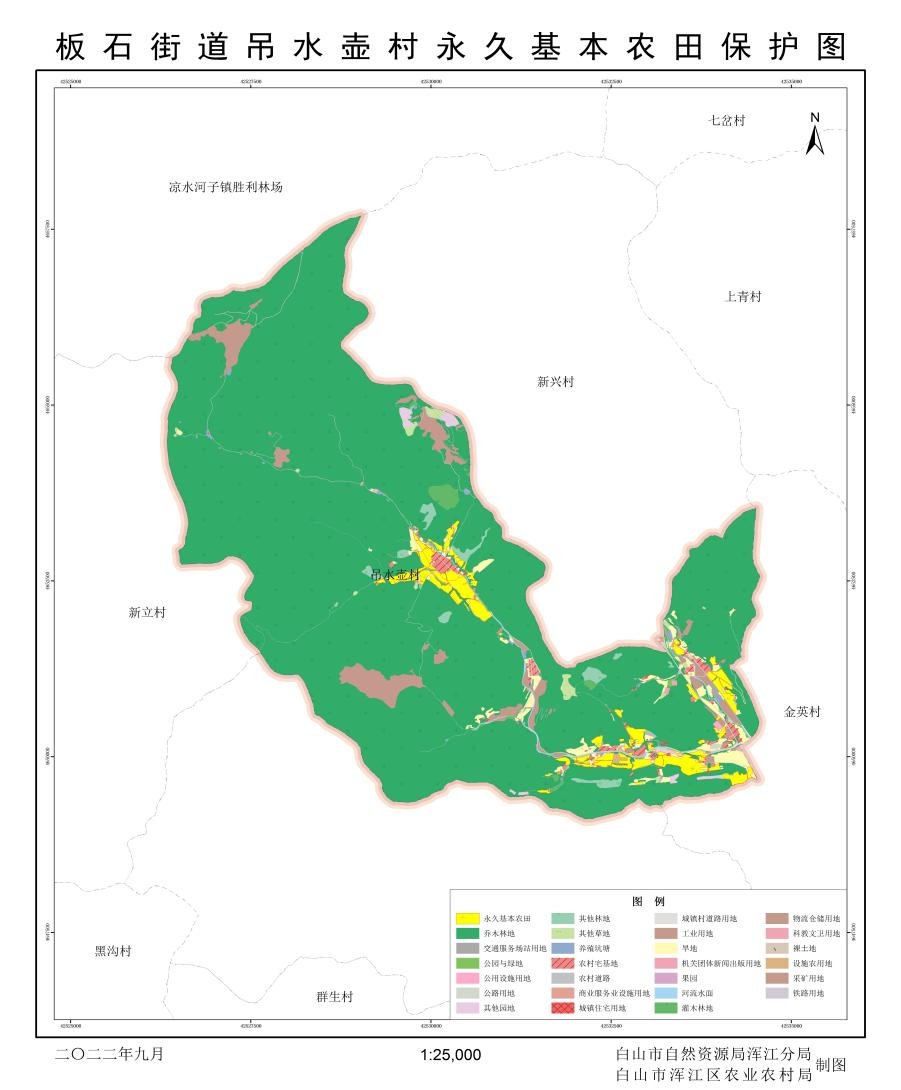 板石街道吊水壶村永久基本农田保护图
42525000 42527500 42530000 42532500 42535000
七岔村
N
凉水河子镇胜利林场
上青村
新兴村
吊水壶村
新立村
金英村
黑沟村
群生村
图 例
永久基本农田 其他林地 城镇村道路用地 物流仓储用地
乔木林地 其他草地 工业用地 科教文卫用地
交通服务场站用地 养殖坑塘 旱地 裸土地
公园与绿地 农村宅基地 机关团体新闻出版用地 设施农用地
公用设施用地 农村道路 果园 采矿用地
公路用地 商业服务业设施用地 河流水面 铁路用地
其他园地 城镇住宅用地 灌木林地
42525000 42527500 42530000 42532500 42535000
二〇二二年九月
1:25,000
白山市自然资源局浑江分局
白山市浑江区农业农村局
制图